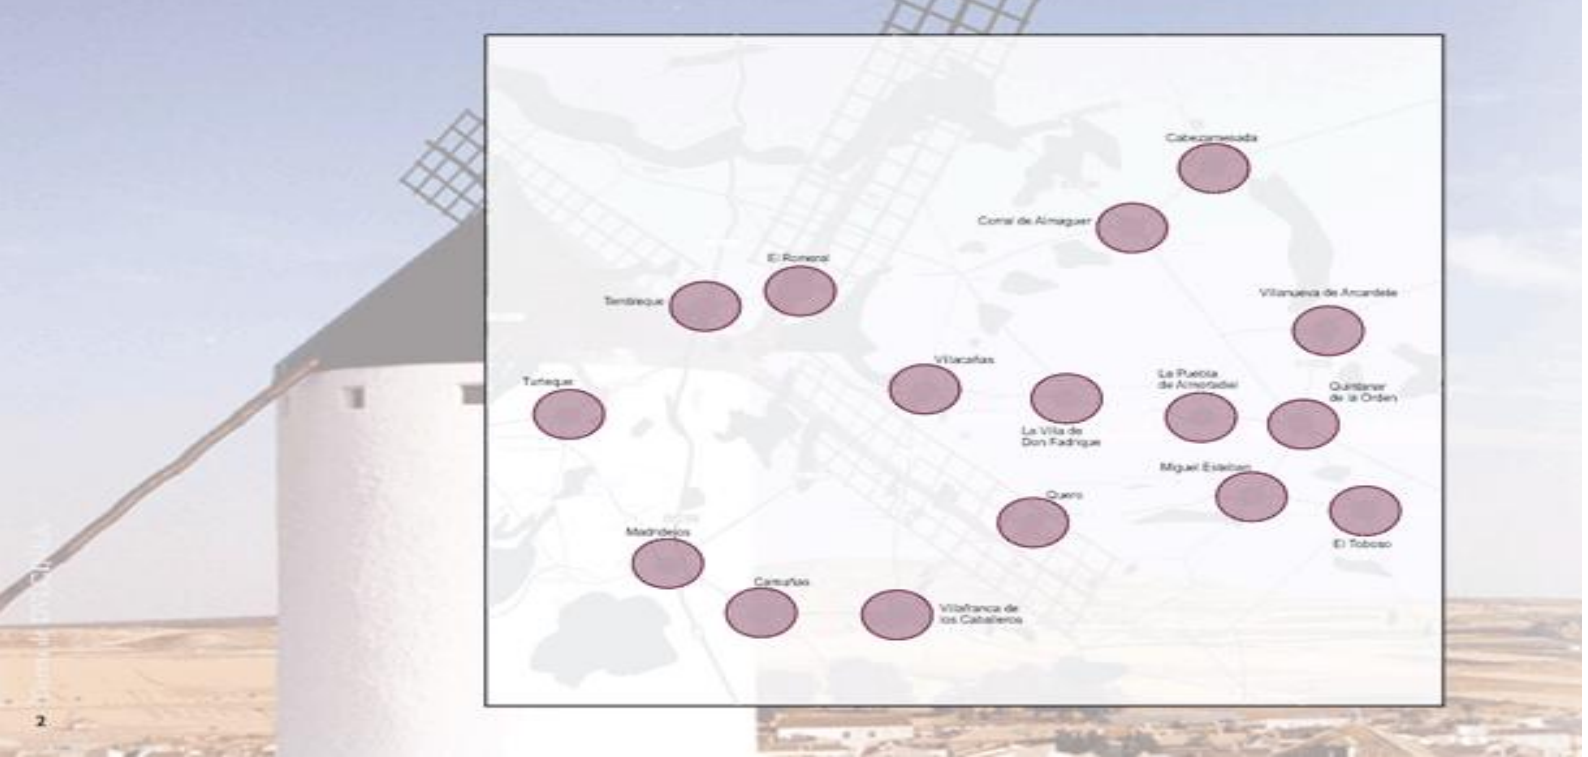 Cabezamesada
Corral de Almaguer
El Romeral
Tembleque
Villanueva de Alcardete
Villacañas
La Puebla
de Almoradiel
Turleque
Quintanar
de la Orden
La Villa de
Don Fadrique
Miguel Esteban
Quero
Madridejos
El Toboso
Camuñas
Villafranca de
los Caballeros
2